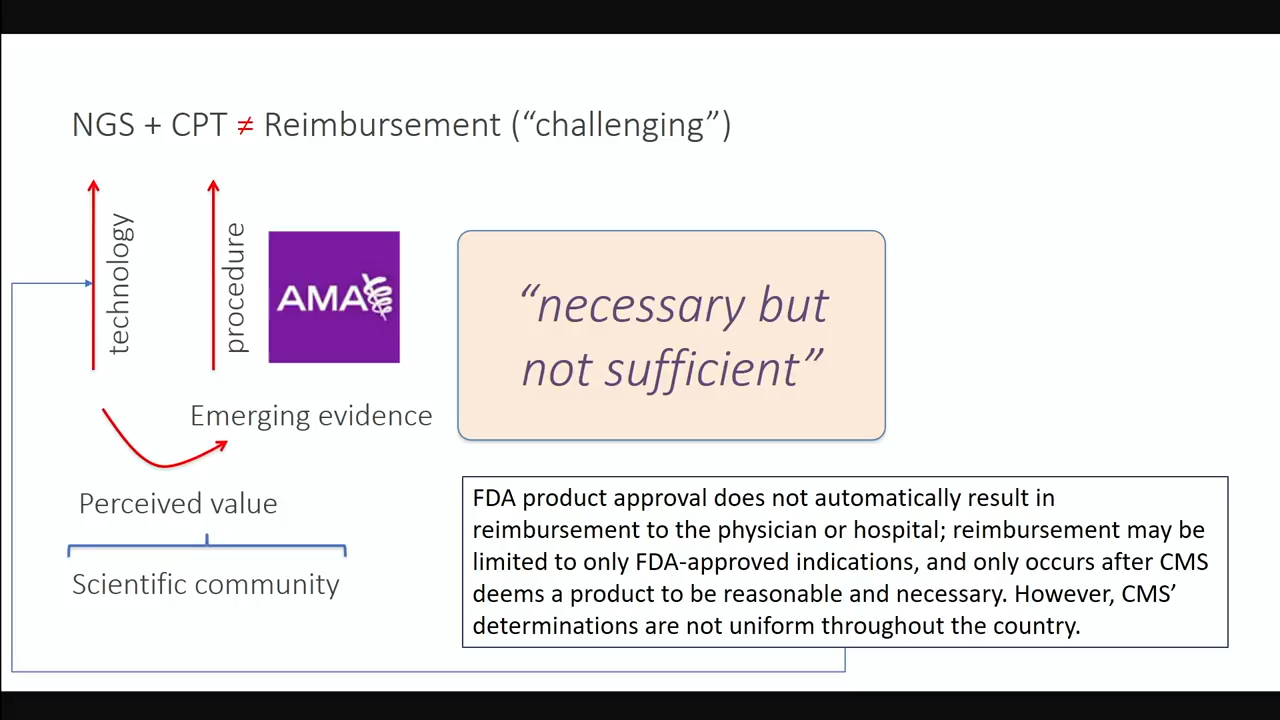 NGS + CPT ≠ Reimbursement (“challenging”)
technology
procedure
AMA
“necessary but
not sufficient”
Emerging evidence
Perceived value
Scientific community
FDA product approval does not automatically result in
reimbursement to the physician or hospital; reimbursement may be
limited to only FDA-approved indications, and only occurs after CMS
deems a product to be reasonable and necessary. However, CMS’
determinations are not uniform throughout the country.